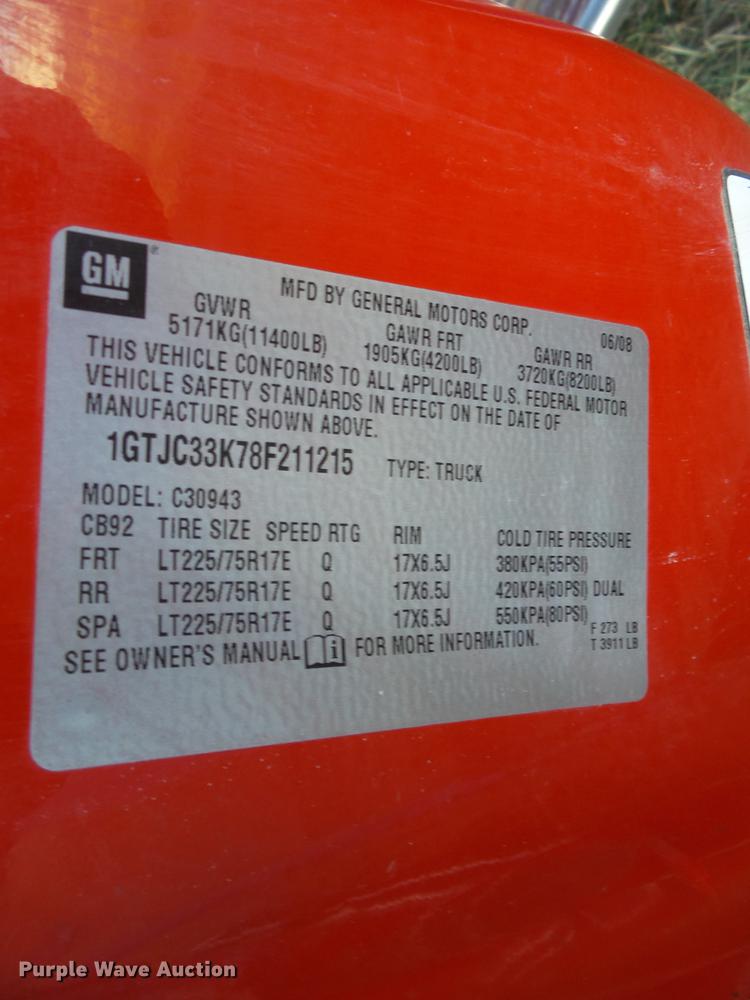 GM
MFD BY GENERAL MOTORS CORP. 06/08
GVWR GAWR FRT GAWR RR
5171KG(11400LB) 1905KG(4200LB) 3720KG(8200LB)
THIS VEHICLE CONFORMS TO ALL APPLICABLE U.S. FEDERAL MOTOR
VEHICLE SAFETY STANDARDS IN EFFECT ON THE DATE OF
MANUFACTURE SHOWN ABOVE.
1GTJC33K78F211215 TYPE: TRUCK
MODEL: C30943
CB92 TIRE SIZE SPEED RTG RIM COLD TIRE PRESSURE
FRT LT225/75R17E Q 17X6.5J 380KPA(55PSI)
RR LT225/75R17E Q 17X6.5J 420KPA(60PSI) DUAL
SPA LT225/75R17E Q 17X6.5J 550KPA(80PSI)
F 273 LB
T 3911 LB
SEE OWNER'S MANUAL i FOR MORE INFORMATION.
Purple Wave Auction